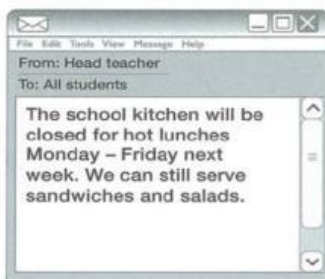 File Edit Tools View Message Help
From: Head teacher
To: All students
The school kitchen will be
closed for hot lunches
Monday – Friday next
week. We can still serve
sandwiches and salads.